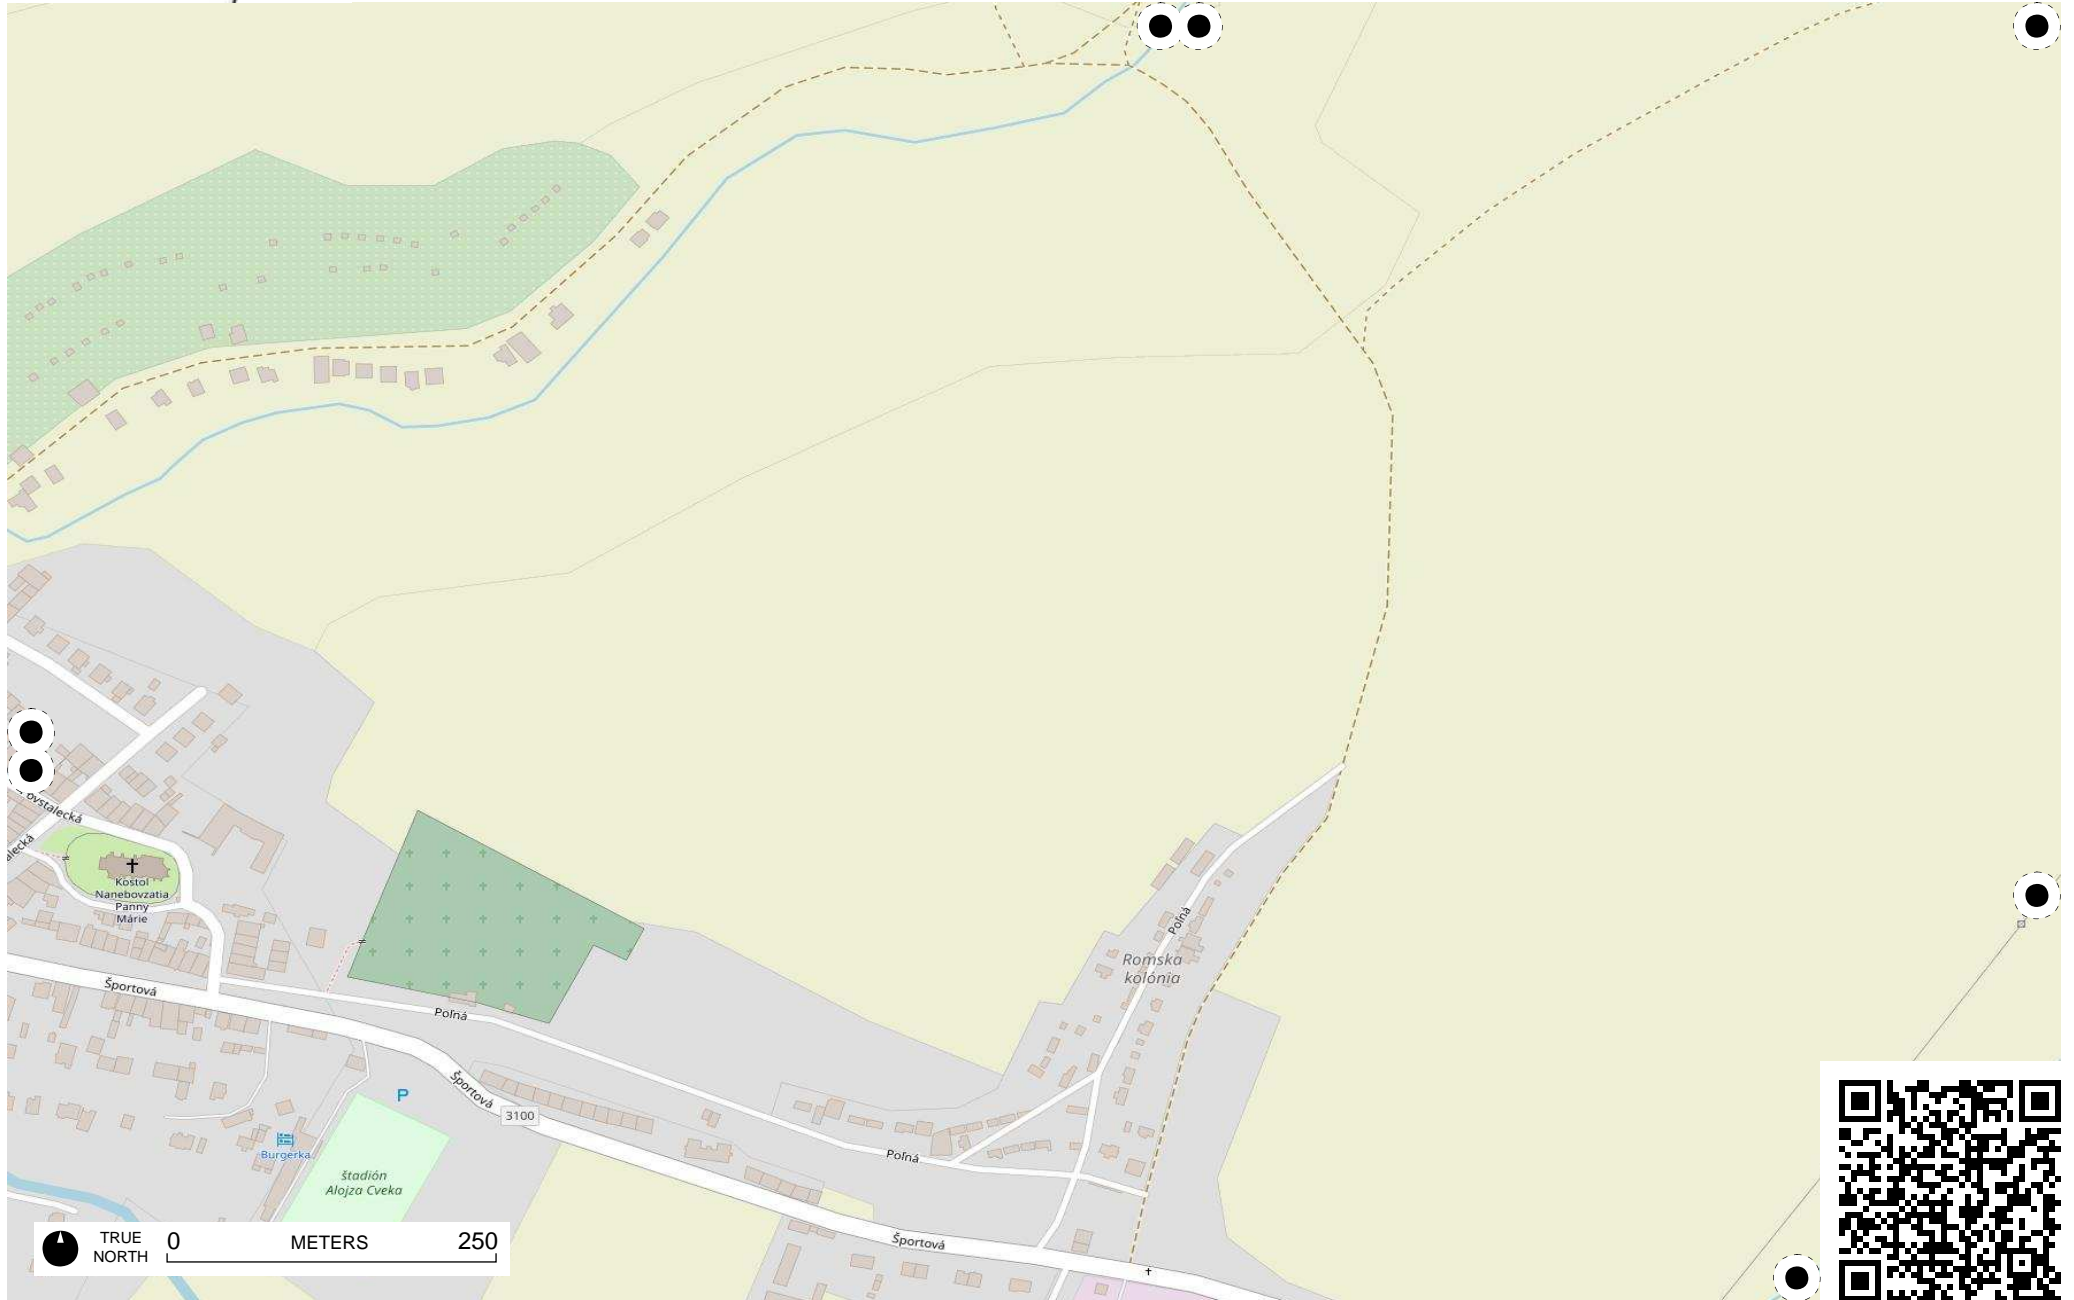 ovstalecká
alecká
Kostol
Nanebovzatia
Panny
Márie
Športová
Poľná
Športová
P
3100
Burgerka
štadión
Alojza Cveka
Poľná
Romska
kolónia
Poľná
Športová
TRUE
NORTH
0 METERS 250